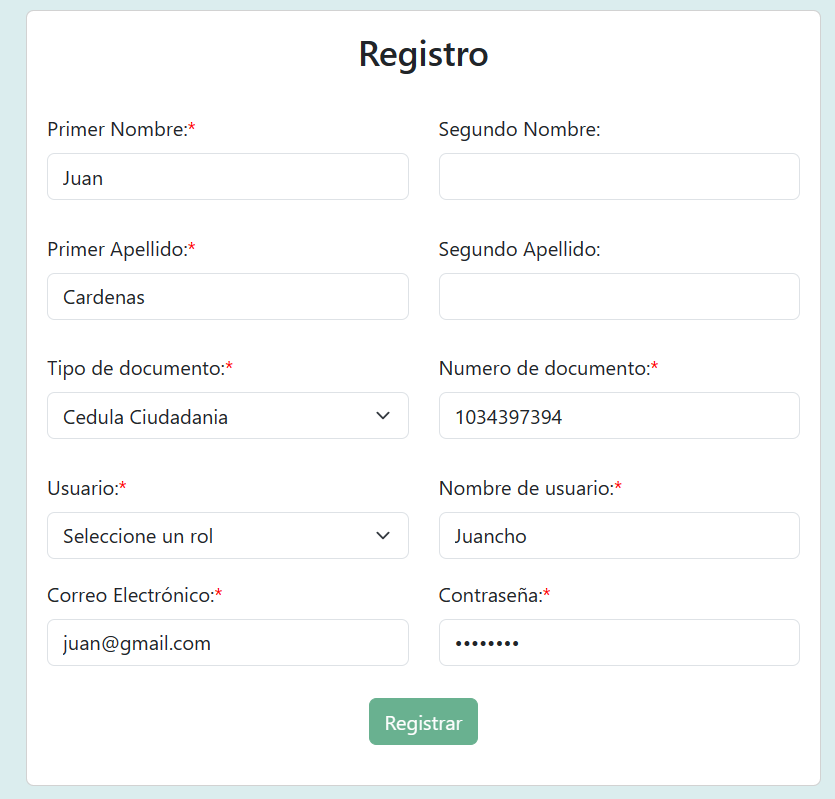 Registro
Primer Nombre:* Segundo Nombre:
Juan
Primer Apellido:* Segundo Apellido:
Cardenas
Tipo de documento:* Numero de documento:*
Cedula Ciudadania 1034397394
Usuario:* Nombre de usuario:*
Seleccione un rol Juancho
Correo Electrónico:* Contraseña:*
juan@gmail.com ••••••••
Registrar